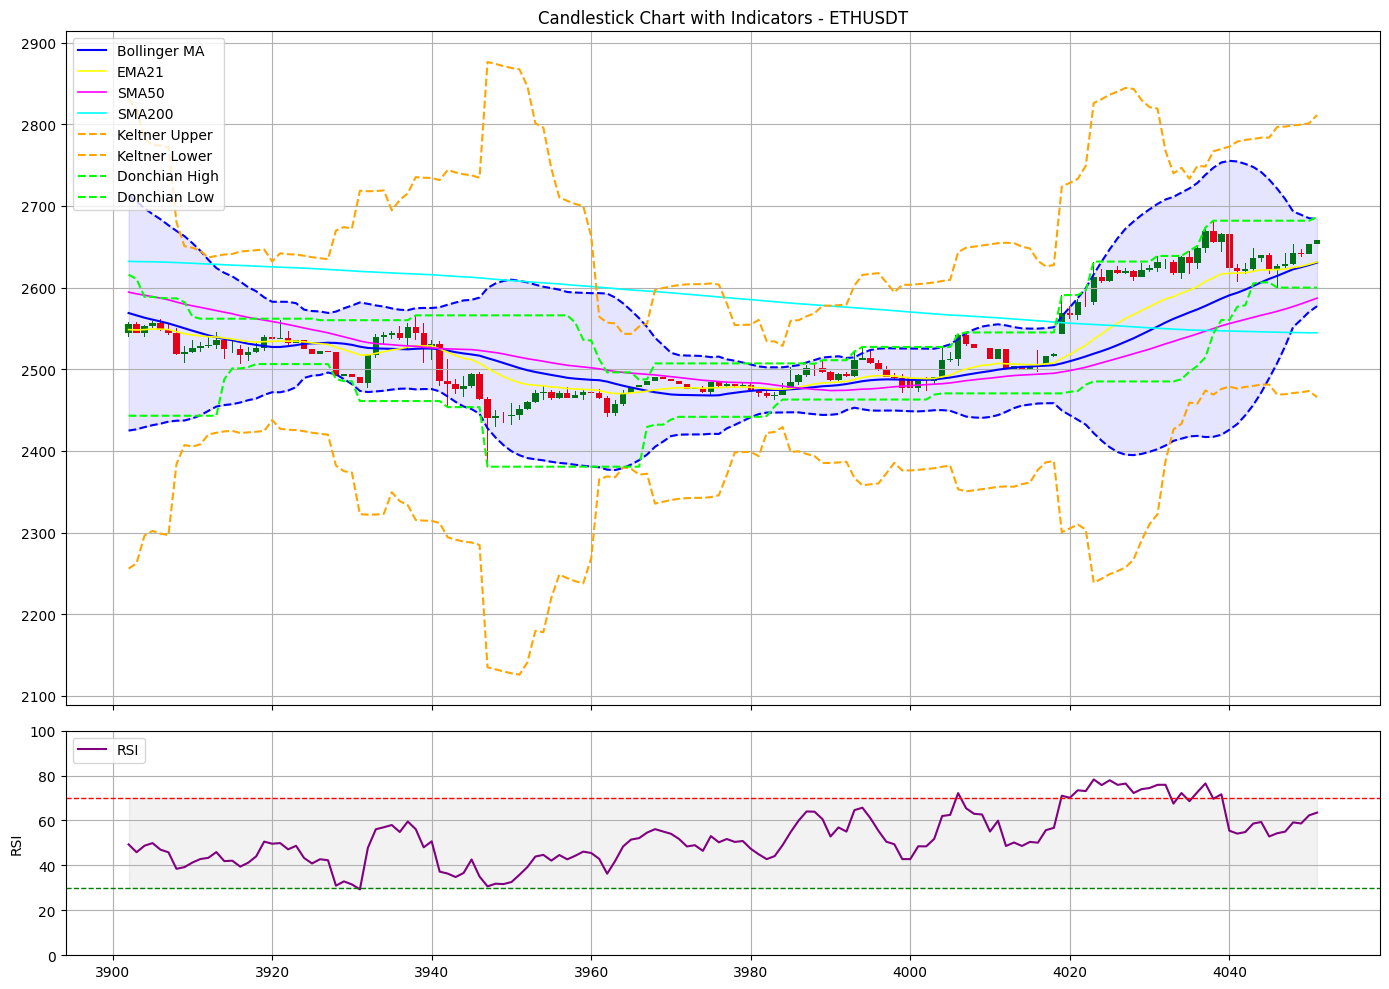 Candlestick Chart with Indicators - ETHUSDT
2900
2800
2700
2600
2500
2400
2300
2200
2100
Bollinger MA
EMA21
SMA50
SMA200
Keltner Upper
Keltner Lower
Donchian High
Donchian Low
100
80
60
40
20
0
RSI
RSI
3900 3920 3940 3960 3980 4000 4020 4040